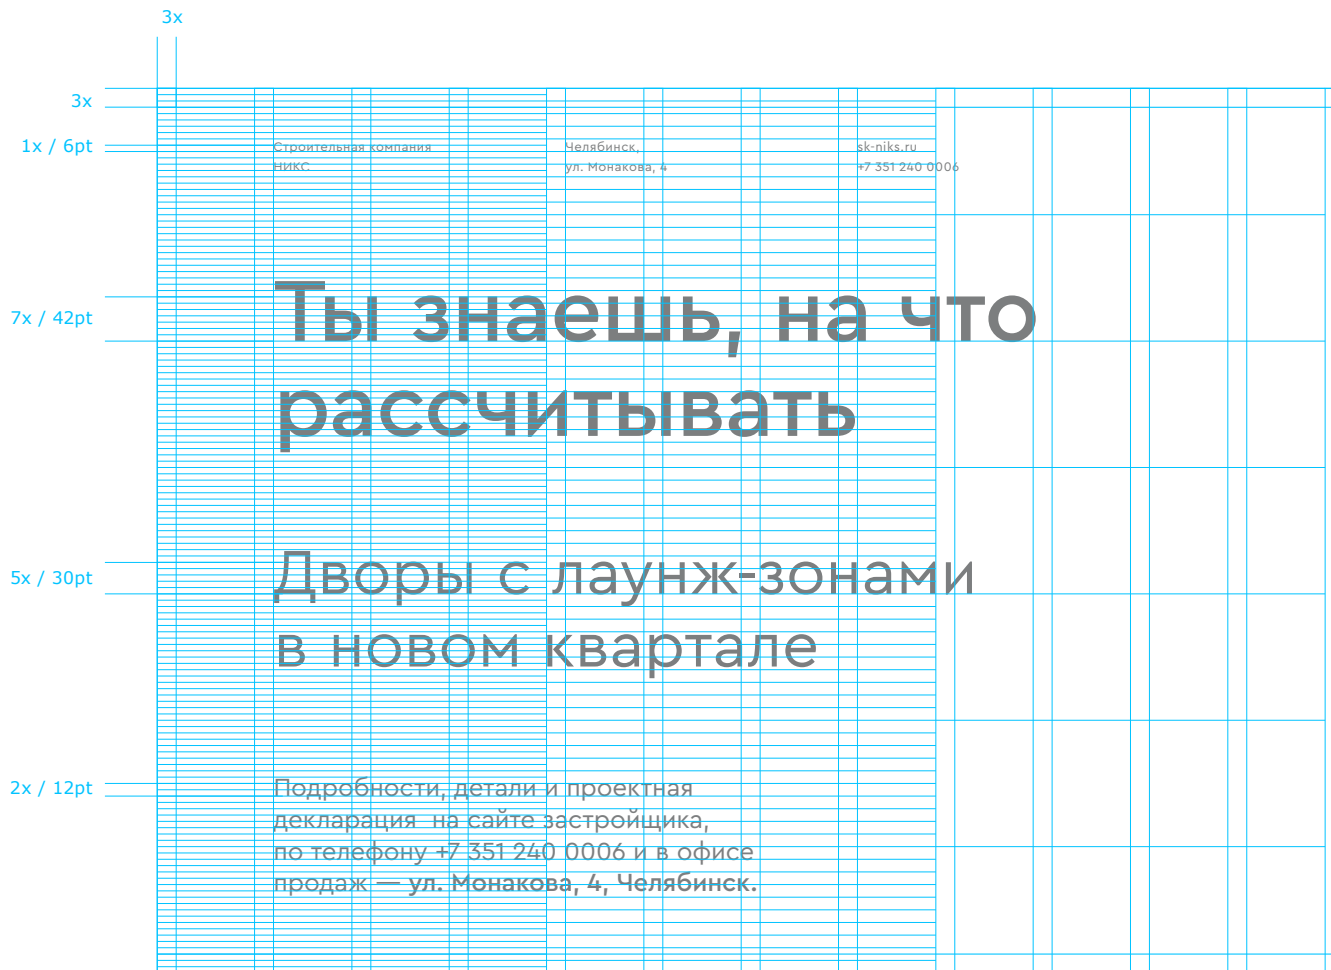 3x
3x
1x / 6pt
Строительная компания
НИКС
Челябинск,
ул. Монакова, 4
sk-niks.ru
+7 351 240 0006
7x / 42pt
Ты знаешь, на что
рассчитывать
5x / 30pt
Дворы с лаунж-зонами
в новом квартале
2x / 12pt
Подробности, детали и проектная
декларация  на сайте застройщика,
по телефону +7 351 240 0006 и в офисе
продаж — ул. Монакова, 4, Челябинск.